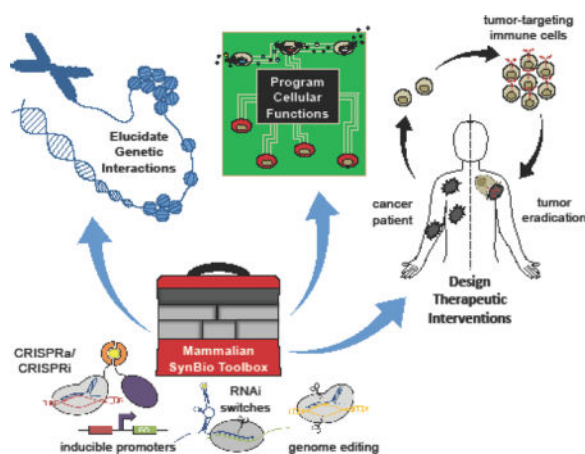 Elucidate
Genetic
Interactions
Program
Cellular
Functions
tumor-targeting
immune cells
cancer
patient
tumor
eradication
Design
Therapeutic
Interventions
Mammalian
SynBio Toolbox
CRISPRa/
CRISPRi
inducible promoters
RNAi
switches
genome editing